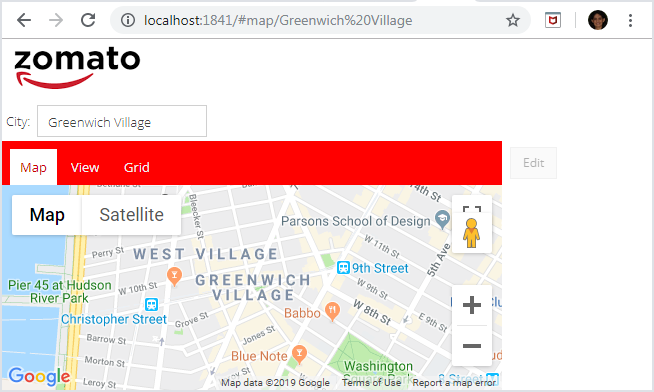 localhost:1841/#map/Greenwich%20Village
zomato
City: Greenwich Village
Map View Grid
Edit
Map Satellite
Bleecker St
W 9th St
Parsons School of Design
5th Ave
Perry St
WEST VILLAGE
W 11th St
9th Street
GREENWICH
VILLAGE
Pier 45 at Hudson
River Park
W 10th St
W 9th St
W 8th St
Christopher Street
Grove St
Babbo
Barrow St
Jones St
Morton St
Blue Note
Washington
Leroy St
Google
Map data ©2019 Google
Terms of Use
Report a map error